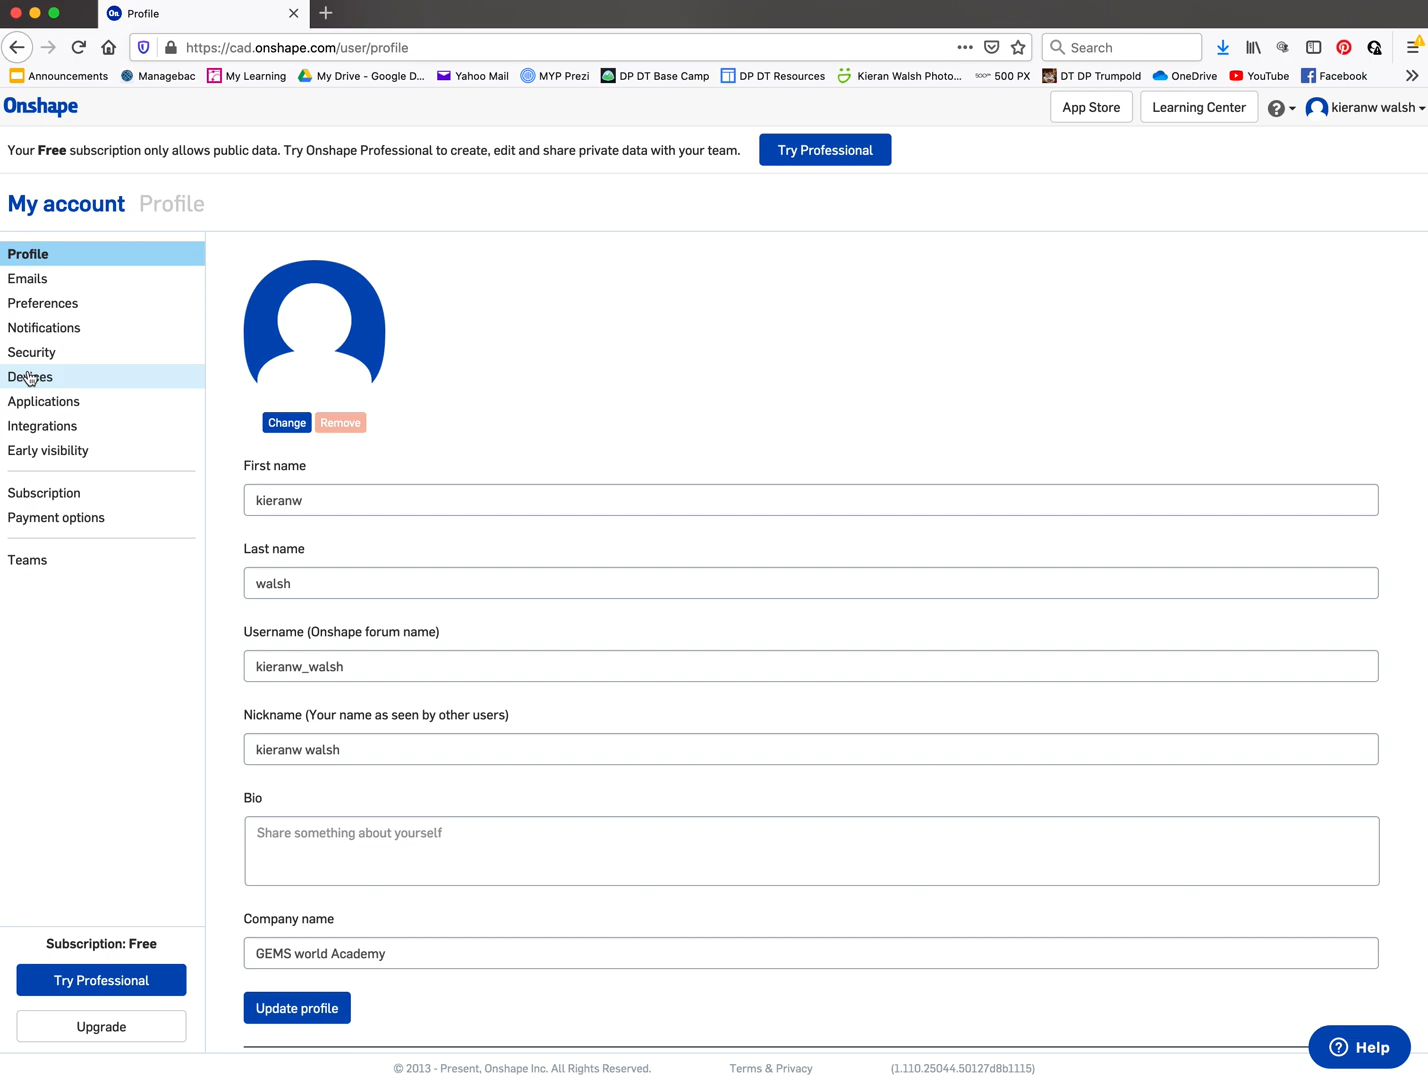 Profile
https://cad.onshape.com/user/profile
Search
Announcements
Managebac
My Learning
My Drive - Google D...
Yahoo Mail
MYP Prezi
DP DT Base Camp
DP DT Resources
Kieran Walsh Photo...
500 PX
DT DP Trumpold
OneDrive
YouTube
Facebook
Onshape
App Store
Learning Center
kieranw walsh
Your Free subscription only allows public data. Try Onshape Professional to create, edit and share private data with your team.
Try Professional
My account Profile
Profile
Emails
Preferences
Notifications
Security
Devices
Applications
Integrations
Early visibility
Subscription
Payment options
Teams
Subscription: Free
Try Professional
Upgrade
Change
Remove
First name
kieranw
Last name
walsh
Username (Onshape forum name)
kieranw_walsh
Nickname (Your name as seen by other users)
kieranw walsh
Bio
Share something about yourself
Company name
GEMS world Academy
Update profile
Help
© 2013 - Present, Onshape Inc. All Rights Reserved.
Terms & Privacy
(1.110.25044.50127d8b1115)